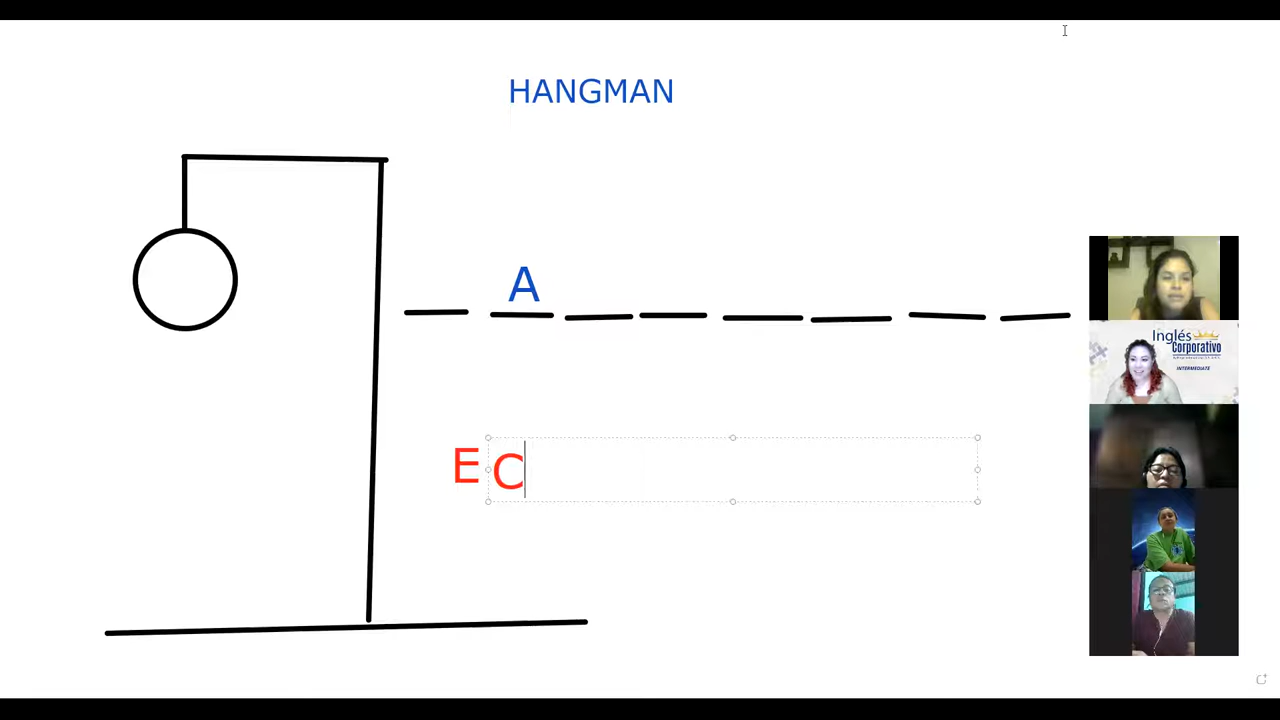 HANGMAN
A
E C
Inglés
Corporativo
INTERMEDIATE